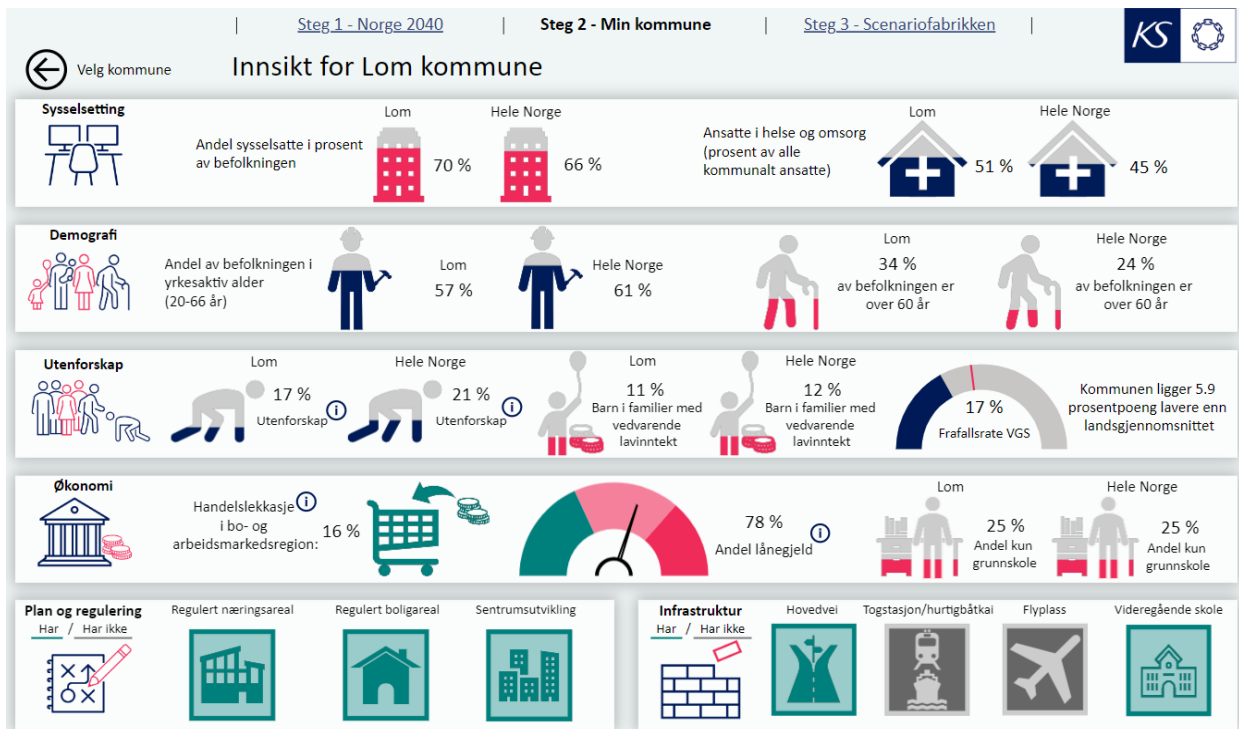 Steg 1 - Norge 2040
Steg 2 - Min kommune
Steg 3 - Scenariofabrikken
KS
Velg kommune
Innsikt for Lom kommune
Sysselsetting
Andel sysselsatte i prosent
av befolkningen
Lom
70 %
Hele Norge
66 %
Ansatte i helse og omsorg
(prosent av alle
kommunalt ansatte)
Lom
51 %
Hele Norge
45 %
Demografi
Andel av befolkningen i
yrkesaktiv alder
(20-66 år)
Lom
57 %
Hele Norge
61 %
Lom
34 %
av befolkningen er
over 60 år
Hele Norge
24 %
av befolkningen er
over 60 år
Utenforskap
Lom
17 %
Utenforskap
i
Hele Norge
21 %
Utenforskap
i
Lom
11 %
Barn i familier med
vedvarende
lavinntekt
Hele Norge
12 %
Barn i familier med
vedvarende
lavinntekt
17 %
Frafallsrate VGS
Kommunen ligger 5.9
prosentpoeng lavere enn
landsgjennomsnittet
Økonomi
Handelslekkasje
i
i bo- og
arbeidsmarkedsregion:
16 %
78 %
Andel lånegjeld
i
Lom
25 %
Andel kun
grunnskole
Hele Norge
25 %
Andel kun
grunnskole
Plan og regulering
Har / Har ikke
Regulert næringsareal
Regulert boligareal
Sentrumsutvikling
Infrastruktur
Har / Har ikke
Hovedvei
Togstasjon/hurtigbåtkai
Flyplass
Videregående skole